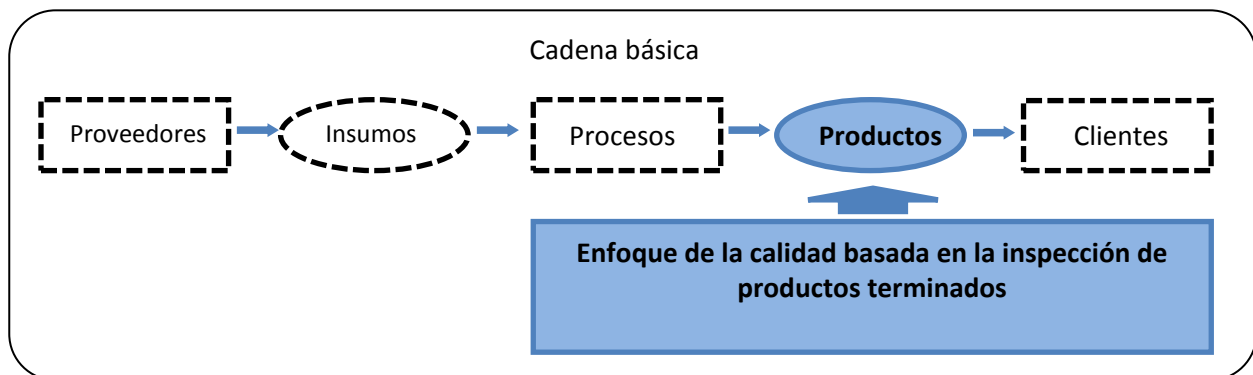 Cadena básica
Proveedores
Insumos
Procesos
Productos
Clientes
Enfoque de la calidad basada en la inspección de
productos terminados